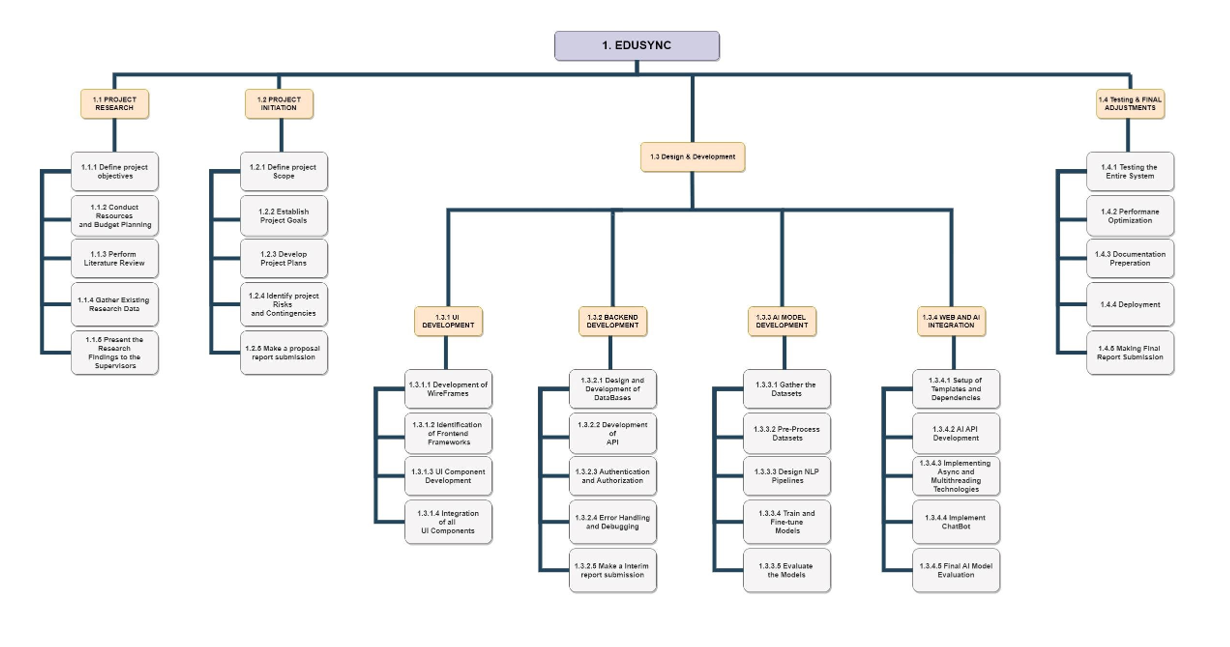 1. EDUSYNC
1.1 PROJECT
RESEARCH
1.1.1 Define project
objectives
1.1.2 Conduct
Resources
and Budget Planning
1.1.3 Perform
Literature Review
1.1.4 Gather Existing
Research Data
1.1.5 Present the
Research
Findings to the
Supervisors
1.2 PROJECT
INITIATION
1.2.1 Define project
Scope
1.2.2 Establish
Project Goals
1.2.3 Develop
Project Plans
1.2.4 Identify project
Risks
and Contingencies
1.2.5 Make a proposal
report submission
1.3 Design & Development
1.3.1 UI
DEVELOPMENT
1.3.1.1 Development of
WireFrames
1.3.1.2 Identification
of Frontend
Frameworks
1.3.1.3 UI Component
Development
1.3.1.4 Integration
of all
UI Components
1.3.2 BACKEND
DEVELOPMENT
1.3.2.1 Design and
Development of
DataBases
1.3.2.2 Development
of
API
1.3.2.3 Authentication
and Authorization
1.3.2.4 Error Handling
and Debugging
1.3.2.5 Make a Interim
report submission
1.3.3 AI MODEL
DEVELOPMENT
1.3.3.1 Gather the
Datasets
1.3.3.2 Pre-Process
Datasets
1.3.3.3 Design NLP
Pipelines
1.3.3.4 Train and
Fine-tune
Models
1.3.3.5 Evaluate
the Models
1.3.4 WEB AND AI
INTEGRATION
1.3.4.1 Setup of
Templates and
Dependencies
1.3.4.2 AI API
Development
1.3.4.3 Implementing
Async and
Multithreading
Technologies
1.3.4.4 Implement
ChatBot
1.3.4.5 Final AI Model
Evaluation
1.4 Testing & FINAL
ADJUSTMENTS
1.4.1 Testing the
Entire System
1.4.2 Performane
Optimization
1.4.3 Documentation
Preperation
1.4.4 Deployment
1.4.5 Making Final
Report Submission